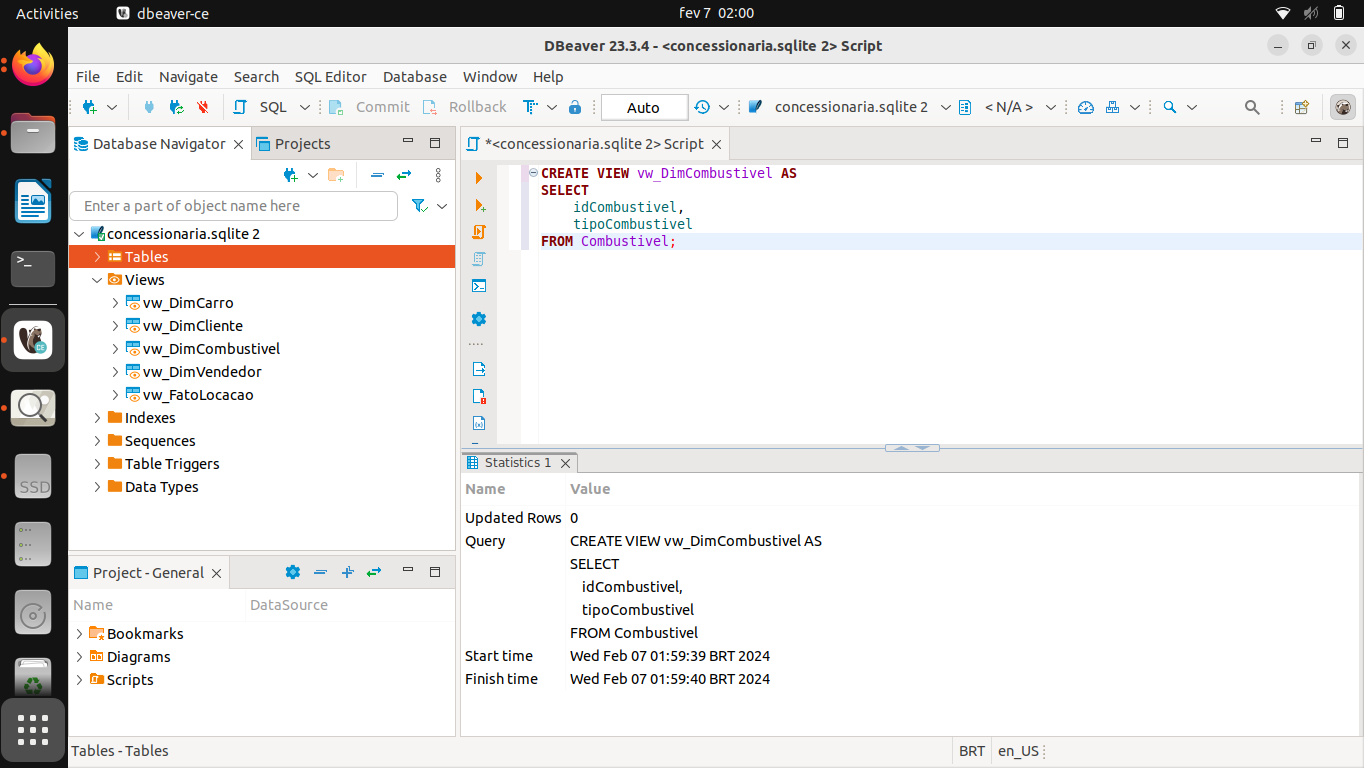 Activities dbeaver-ce fev 7 02:00
DBeaver 23.3.4 - <concessionaria.sqlite 2> Script
File Edit Navigate Search SQL Editor Database Window Help
SQL Commit Rollback Auto concessionaria.sqlite 2 < N/A >
Database Navigator Projects
Enter a part of object name here
concessionaria.sqlite 2
Tables
Views
vw_DimCarro
vw_DimCliente
vw_DimCombustivel
vw_DimVendedor
vw_FatoLocacao
Indexes
Sequences
Table Triggers
Data Types
Project - General
Name DataSource
Bookmarks
Diagrams
Scripts
*<concessionaria.sqlite 2> Script
CREATE VIEW vw_DimCombustivel AS
SELECT
idCombustivel,
tipoCombustivel
FROM Combustivel;
Statistics 1
Name Value
Updated Rows 0
Query CREATE VIEW vw_DimCombustivel AS
SELECT
idCombustivel,
tipoCombustivel
FROM Combustivel
Start time Wed Feb 07 01:59:39 BRT 2024
Finish time Wed Feb 07 01:59:40 BRT 2024
Tables - Tables BRT en_US
SSD